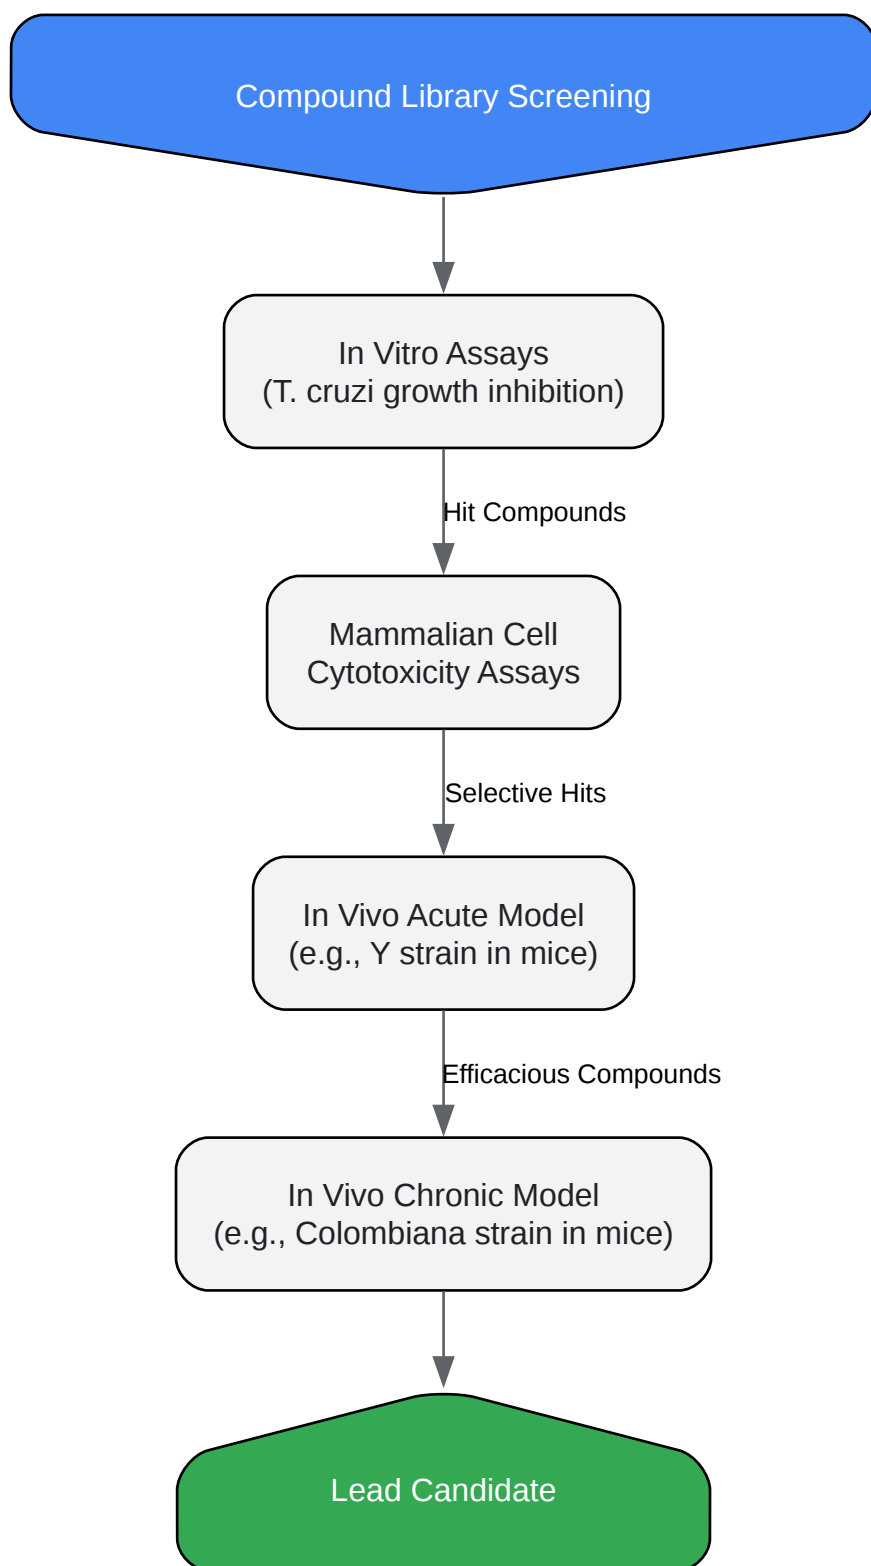 Compound Library Screening
In Vitro Assays
(T. cruzi growth inhibition)
Hit Compounds
Mammalian Cell
Cytotoxicity Assays
Selective Hits
In Vivo Acute Model
(e.g., Y strain in mice)
Efficacious Compounds
In Vivo Chronic Model
(e.g., Colombiana strain in mice)
Lead Candidate